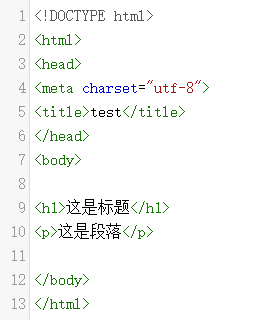 1 <!DOCTYPE html>
2 <html>
3 <head>
4 <meta charset="utf-8">
5 <title>test</title>
6 </head>
7 <body>
8
9 <h1>这是标题</h1>
10 <p>这是段落</p>
11
12 </body>
13 </html>